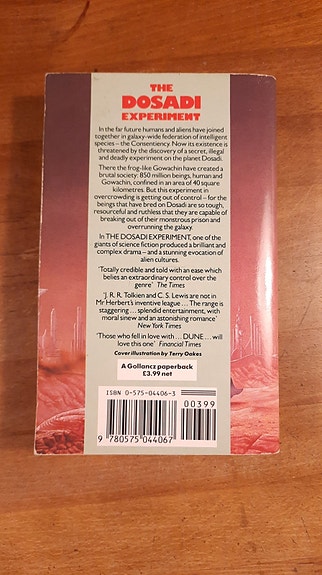 THE
DOSADI
EXPERIMENT
In the far future humans and aliens have joined
together in galaxy-wide federation of intelligent
species – the Consentiency. Now its existence is
threatened by the discovery of a secret, illegal
and deadly experiment on the planet Dosadi.
There the frog-like Gowachin have created a
brutal society: 850 million beings, human and
Gowachin, confined in an area of 40 square
kilometres. But this experiment in
overcrowding is getting out of control – for the
beings that have bred on Dosadi are so tough,
resourceful and ruthless that they are capable of
breaking out of their monstrous prison and
overrunning the galaxy.
In THE DOSADI EXPERIMENT, one of the
giants of science fiction produced a brilliant and
complex drama – and a stunning evocation of
alien cultures.
'Totally credible and told with an ease which
belies an extraordinary control over the
genre' The Times
'J. R. R. Tolkien and C. S. Lewis are not in
Mr Herbert's inventive league ... The range is
staggering ... splendid entertainment, with
moral sinew and an astonishing romance'
New York Times
'Those who fell in love with ... DUNE ... will
love this one' Financial Times
Cover illustration by Terry Oakes
A Gollancz paperback
£3.99 net
ISBN 0-575-04406-3
00399
9 780575 044067